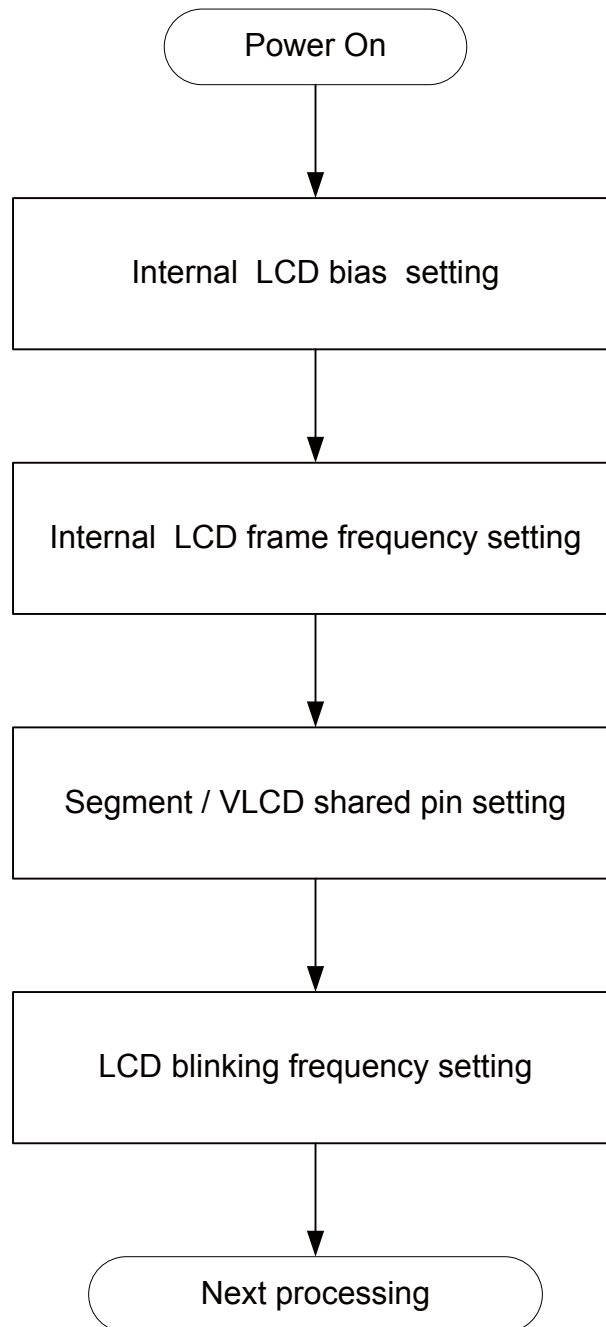 Power On
Internal LCD bias setting
Internal LCD frame frequency setting
Segment / VLCD shared pin setting
LCD blinking frequency setting
Next processing